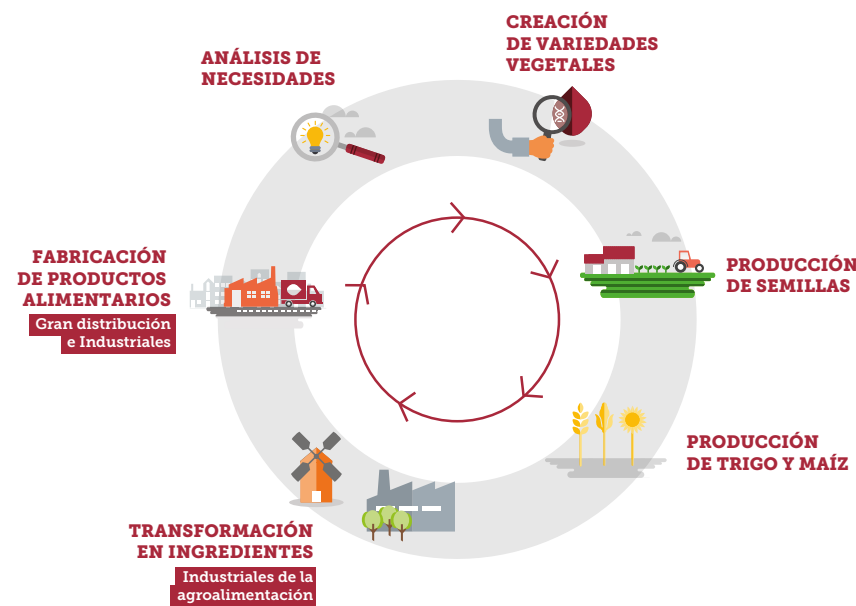 ANÁLISIS DE
NECESIDADES
CREACIÓN
DE VARIEDADES
VEGETALES
PRODUCCIÓN
DE SEMILLAS
PRODUCCIÓN
DE TRIGO Y MAÍZ
TRANSFORMACIÓN
EN INGREDIENTES
Industriales de la
agroalimentación
FABRICACIÓN
DE PRODUCTOS
ALIMENTARIOS
Gran distribución
e Industriales